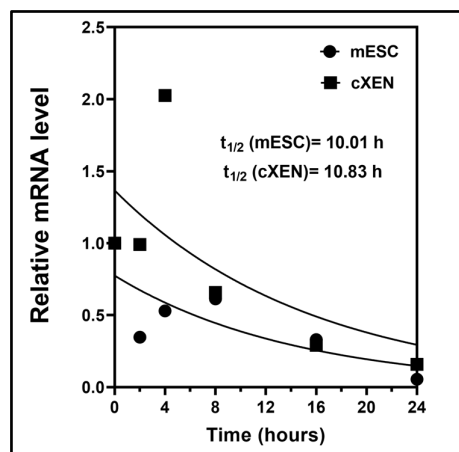 mESC
cXEN
t1/2 (mESC)= 10.01 h
t1/2 (cXEN)= 10.83 h
Relative mRNA level
2.5
2.0
1.5
1.0
0.5
0.0
0 4 8 12 16 20 24
Time (hours)